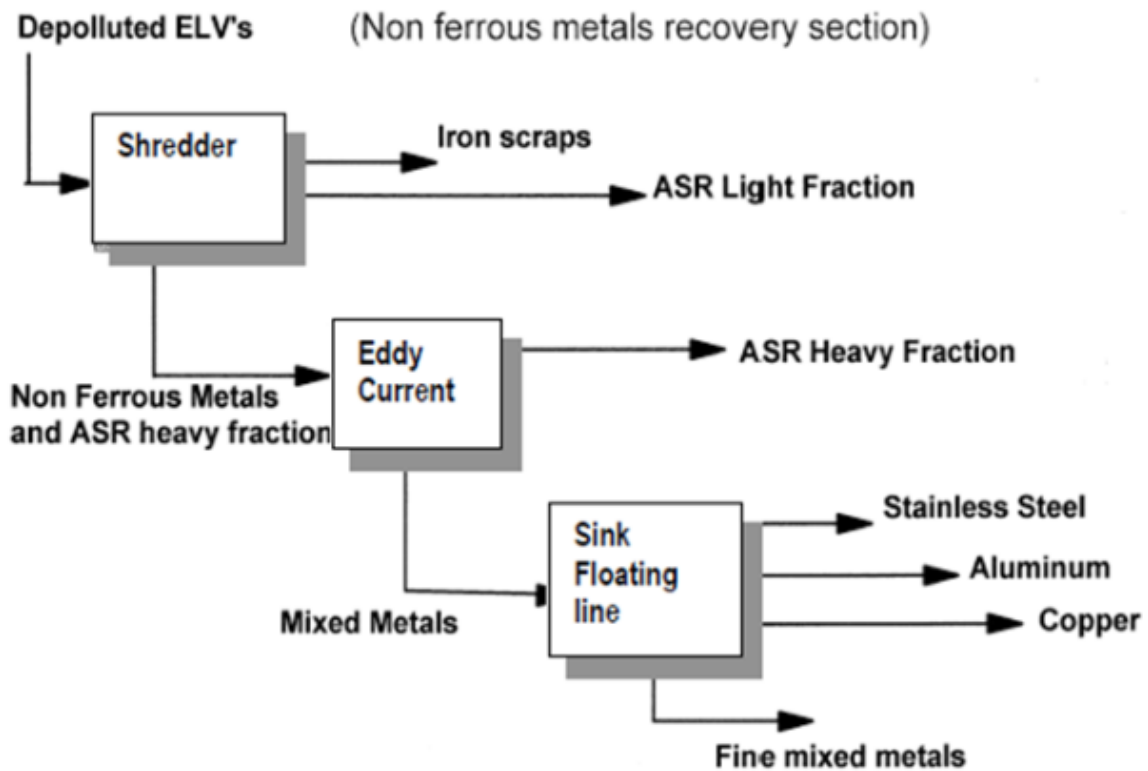 Depolluted ELV's
(Non ferrous metals recovery section)
Shredder
Iron scraps
ASR Light Fraction
Eddy
Current
ASR Heavy Fraction
Non Ferrous Metals
and ASR heavy fraction
Sink
Floating
line
Stainless Steel
Aluminum
Copper
Mixed Metals
Fine mixed metals